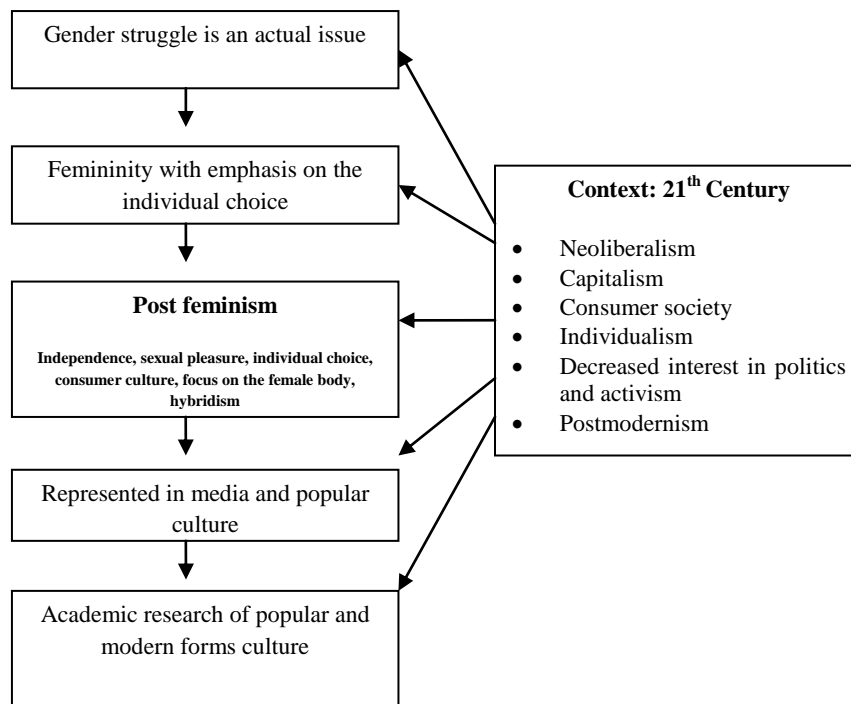 Gender struggle is an actual issue
Femininity with emphasis on the
individual choice
Post feminism
Independence, sexual pleasure, individual choice,
consumer culture, focus on the female body,
hybridism
Represented in media and popular
culture
Academic research of popular and
modern forms culture
Context: 21th Century
• Neoliberalism
• Capitalism
• Consumer society
• Individualism
• Decreased interest in politics
and activism
• Postmodernism